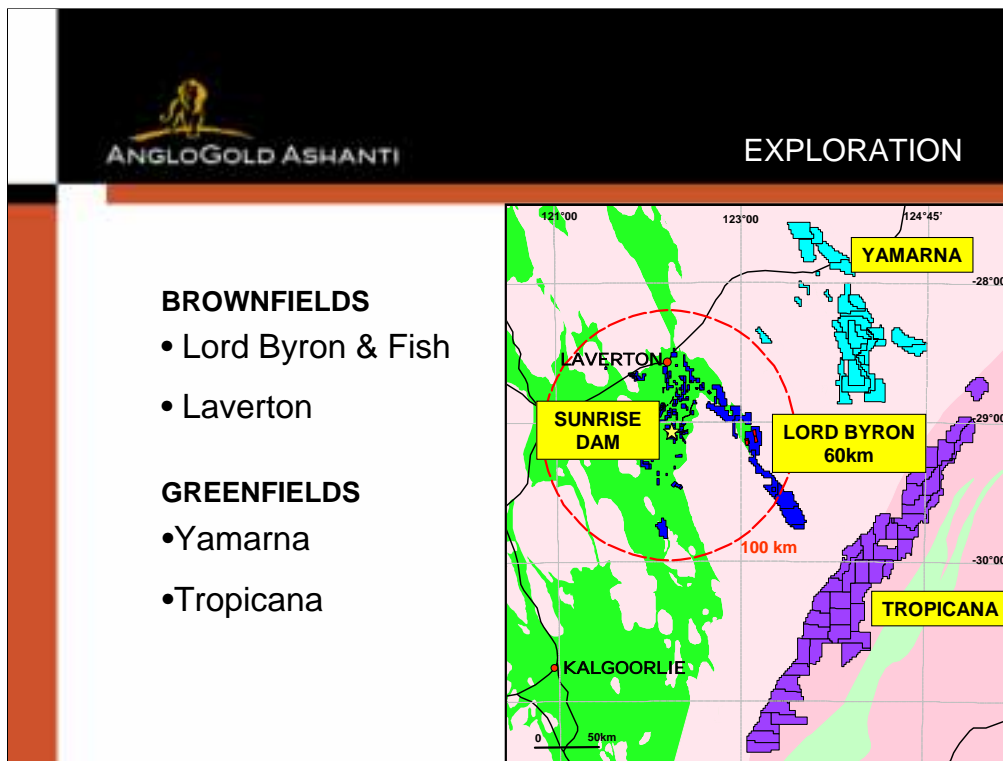 ANGLOGOLD ASHANTI
EXPLORATION
BROWNFIELDS
• Lord Byron & Fish
• Laverton
GREENFIELDS
•Yamarna
•Tropicana
121°00
123°00
124°45'
YAMARNA
-28°00
LAVERTON
SUNRISE
DAM
-29°00
LORD BYRON
60km
100 km
-30°00
TROPICANA
KALGOORLIE
0 50km